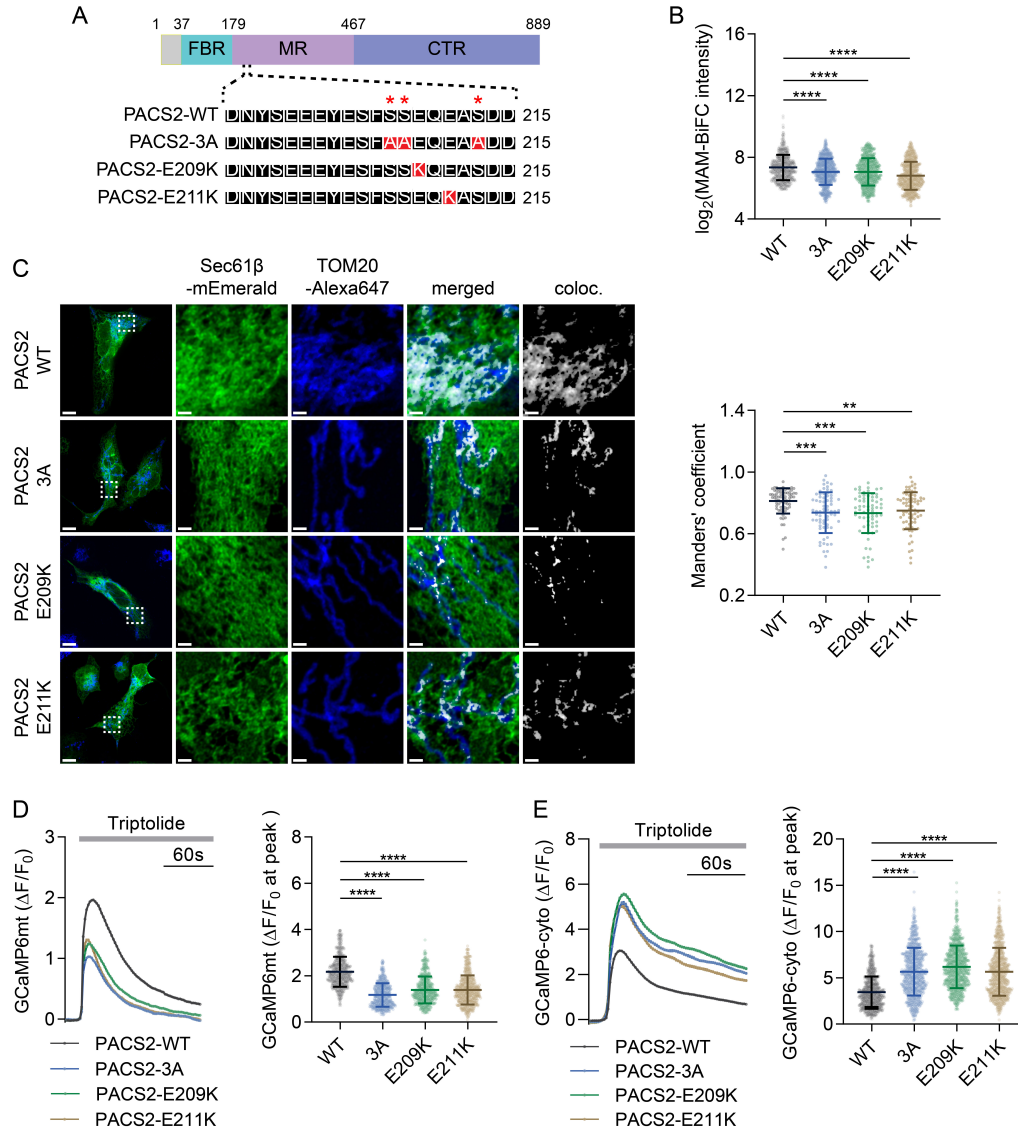 A
1 37 179 467 889
FBR MR CTR
* * *
PACS2-WT DNYSEEEYESFSSEQEASDD 215
PACS2-3A DNYSEEEYESFAAEQEAADD 215
PACS2-E209K DNYSEEEYESFSSKQEASDD 215
PACS2-E211K DNYSEEEYESFSSEQKASDD 215
B
log₂(MAM-BiFC intensity)
16
12
8
4
****
****
****
WT 3A E209K E211K
C
Sec61β
-mEmerald
TOM20
-Alexa647
merged
coloc.
PACS2
WT
PACS2
3A
PACS2
E209K
PACS2
E211K
Manders' coefficient
1.4
1.0
0.6
0.2
**
***
***
WT 3A E209K E211K
D
GCaMP6mt (ΔF/F₀)
3
2
1
0
Triptolide
60s
PACS2-WT
PACS2-3A
PACS2-E209K
PACS2-E211K
GCaMP6mt (ΔF/F₀ at peak )
8
6
4
2
0
****
****
****
WT 3A E209K E211K
E
GCaMP6-cyto (ΔF/F₀)
8
6
4
2
0
Triptolide
60s
PACS2-WT
PACS2-3A
PACS2-E209K
PACS2-E211K
GCaMP6-cyto (ΔF/F₀ at peak)
20
15
10
5
0
****
****
****
WT 3A E209K E211K